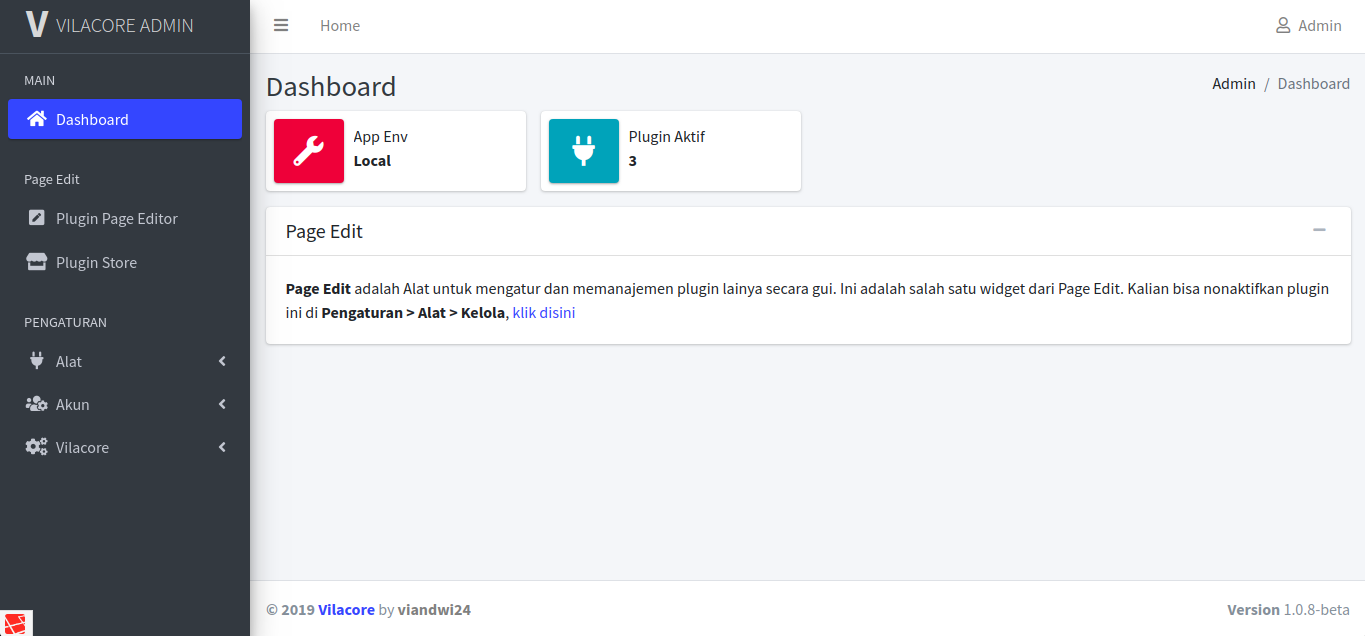 V VILACORE ADMIN
Home
Admin
MAIN
Dashboard
Page Edit
Plugin Page Editor
Plugin Store
PENGATURAN
Alat
Akun
Vilacore
Dashboard
Admin / Dashboard
App Env
Local
Plugin Aktif
3
Page Edit
Page Edit adalah Alat untuk mengatur dan memanajemen plugin lainya secara gui. Ini adalah salah satu widget dari Page Edit. Kalian bisa nonaktifkan plugin
ini di Pengaturan > Alat > Kelola, klik disini
© 2019 Vilacore by viandwi24
Version 1.0.8-beta